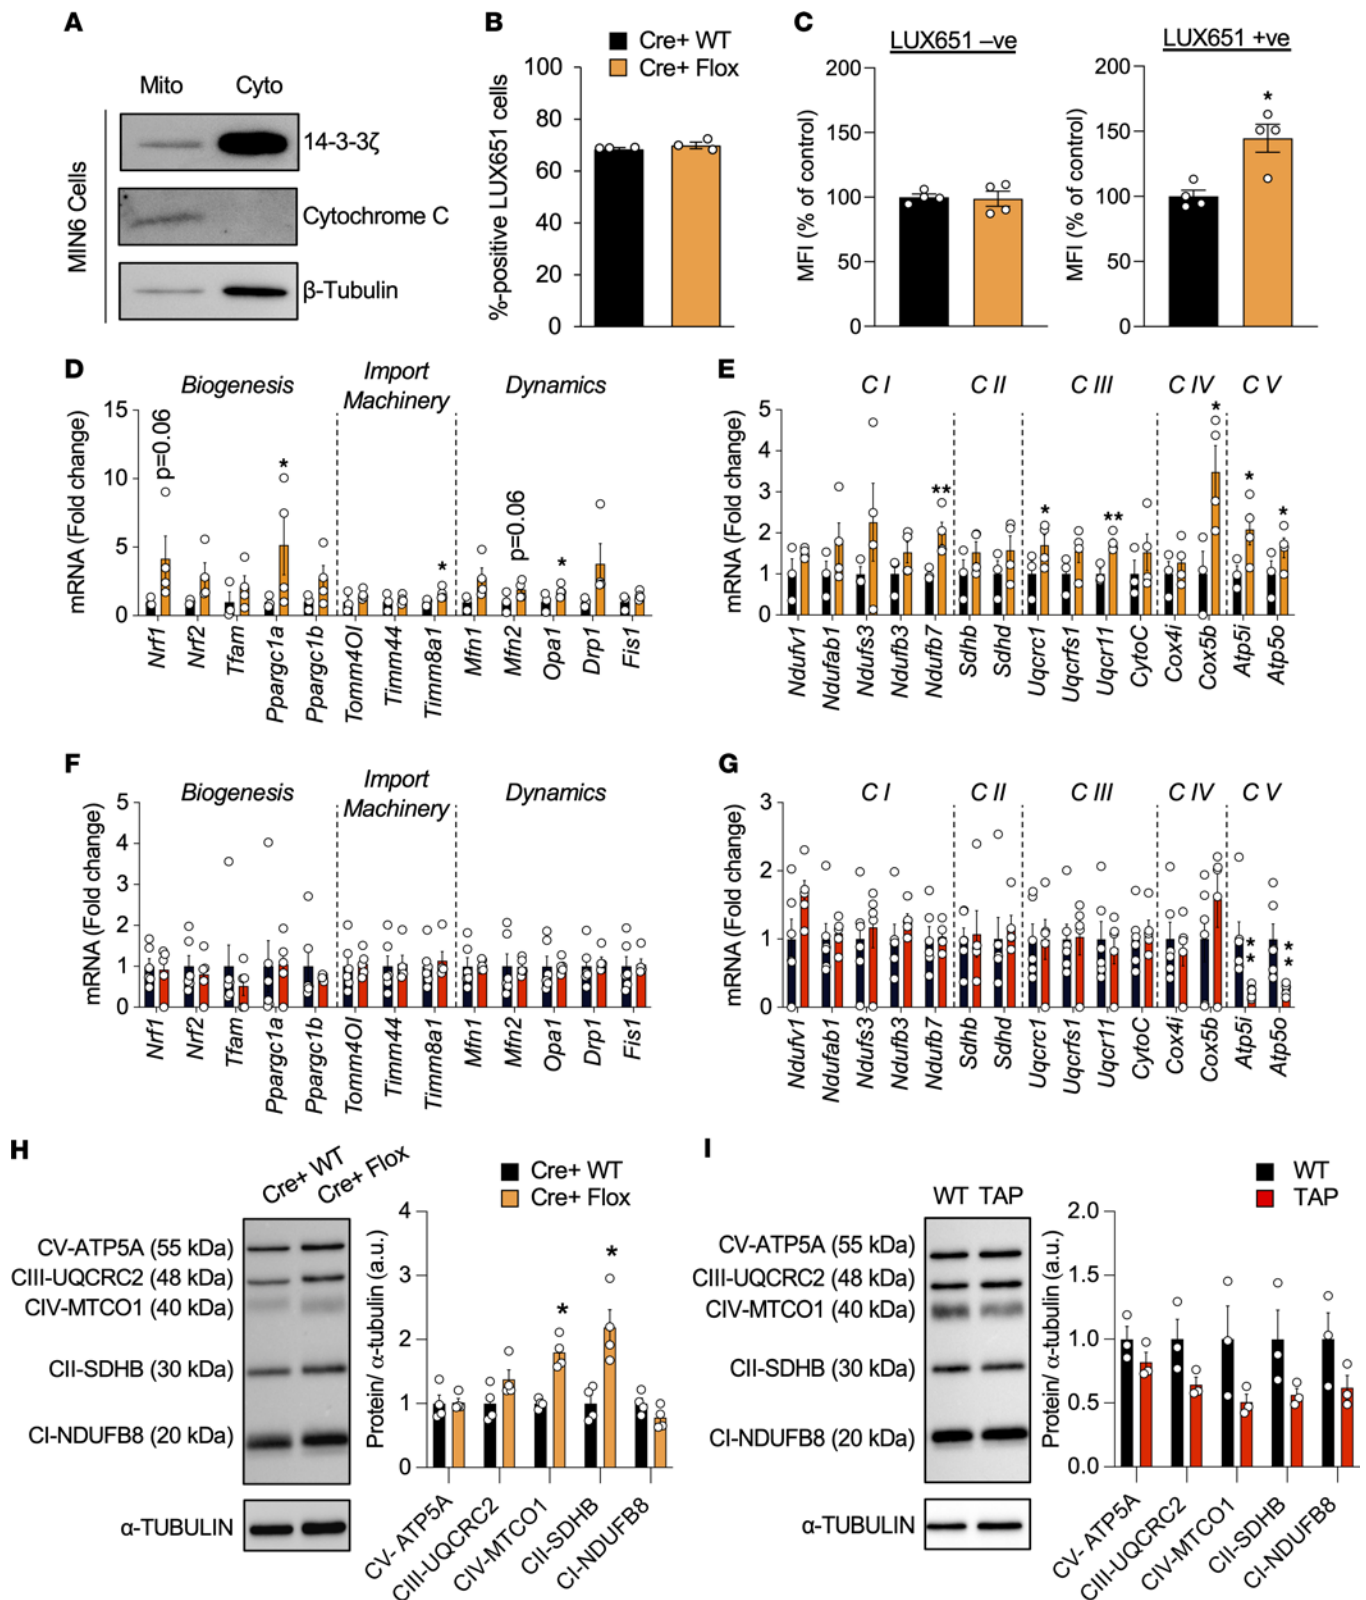 A
Mito Cyto
MIN6 Cells
14-3-3ζ
Cytochrome C
β-Tubulin
B
Cre+ WT
Cre+ Flox
%-positive LUX651 cells
100
80
60
40
20
0
C
LUX651 –ve
MFI (% of control)
200
150
100
50
0
LUX651 +ve
MFI (% of control)
200
150
100
50
0
*
D
Biogenesis
Import
Machinery
Dynamics
mRNA (Fold change)
15
10
5
0
p=0.06
*
*
p=0.06
*
Nrf1 Nrf2 Tfam Ppargc1a Ppargc1b Tomm40l Timm44 Timm8a1 Mfn1 Mfn2 Opa1 Drp1 Fis1
E
C I C II C III C IV C V
mRNA (Fold change)
5
4
3
2
1
0
** * ** * * *
Ndufv1 Ndufab1 Ndufs3 Ndufb3 Ndufb7 Sdhb Sdhd Uqcrc1 Uqcrfs1 Uqcr11 CytoC Cox4i Cox5b Atp5i Atp5o
F
Biogenesis
Import
Machinery
Dynamics
mRNA (Fold change)
5
4
3
2
1
0
Nrf1 Nrf2 Tfam Ppargc1a Ppargc1b Tomm40l Timm44 Timm8a1 Mfn1 Mfn2 Opa1 Drp1 Fis1
G
C I C II C III C IV C V
mRNA (Fold change)
3
2
1
0
** **
Ndufv1 Ndufab1 Ndufs3 Ndufb3 Ndufb7 Sdhb Sdhd Uqcrc1 Uqcrfs1 Uqcr11 CytoC Cox4i Cox5b Atp5i Atp5o
H
Cre+ WT Cre+ Flox
CV-ATP5A (55 kDa)
CIII-UQCRC2 (48 kDa)
CIV-MTCO1 (40 kDa)
CII-SDHB (30 kDa)
CI-NDUFB8 (20 kDa)
α-TUBULIN
Cre+ WT
Cre+ Flox
Protein/ α-tubulin (a.u.)
4
3
2
1
0
* *
CV- ATP5A CIII-UQCRC2 CIV-MTCO1 CII-SDHB CI-NDUFB8
I
WT TAP
CV-ATP5A (55 kDa)
CIII-UQCRC2 (48 kDa)
CIV-MTCO1 (40 kDa)
CII-SDHB (30 kDa)
CI-NDUFB8 (20 kDa)
α-TUBULIN
WT
TAP
Protein/ α-tubulin (a.u.)
2.0
1.5
1.0
0.5
0.0
CV- ATP5A CIII-UQCRC2 CIV-MTCO1 CII-SDHB CI-NDUFB8